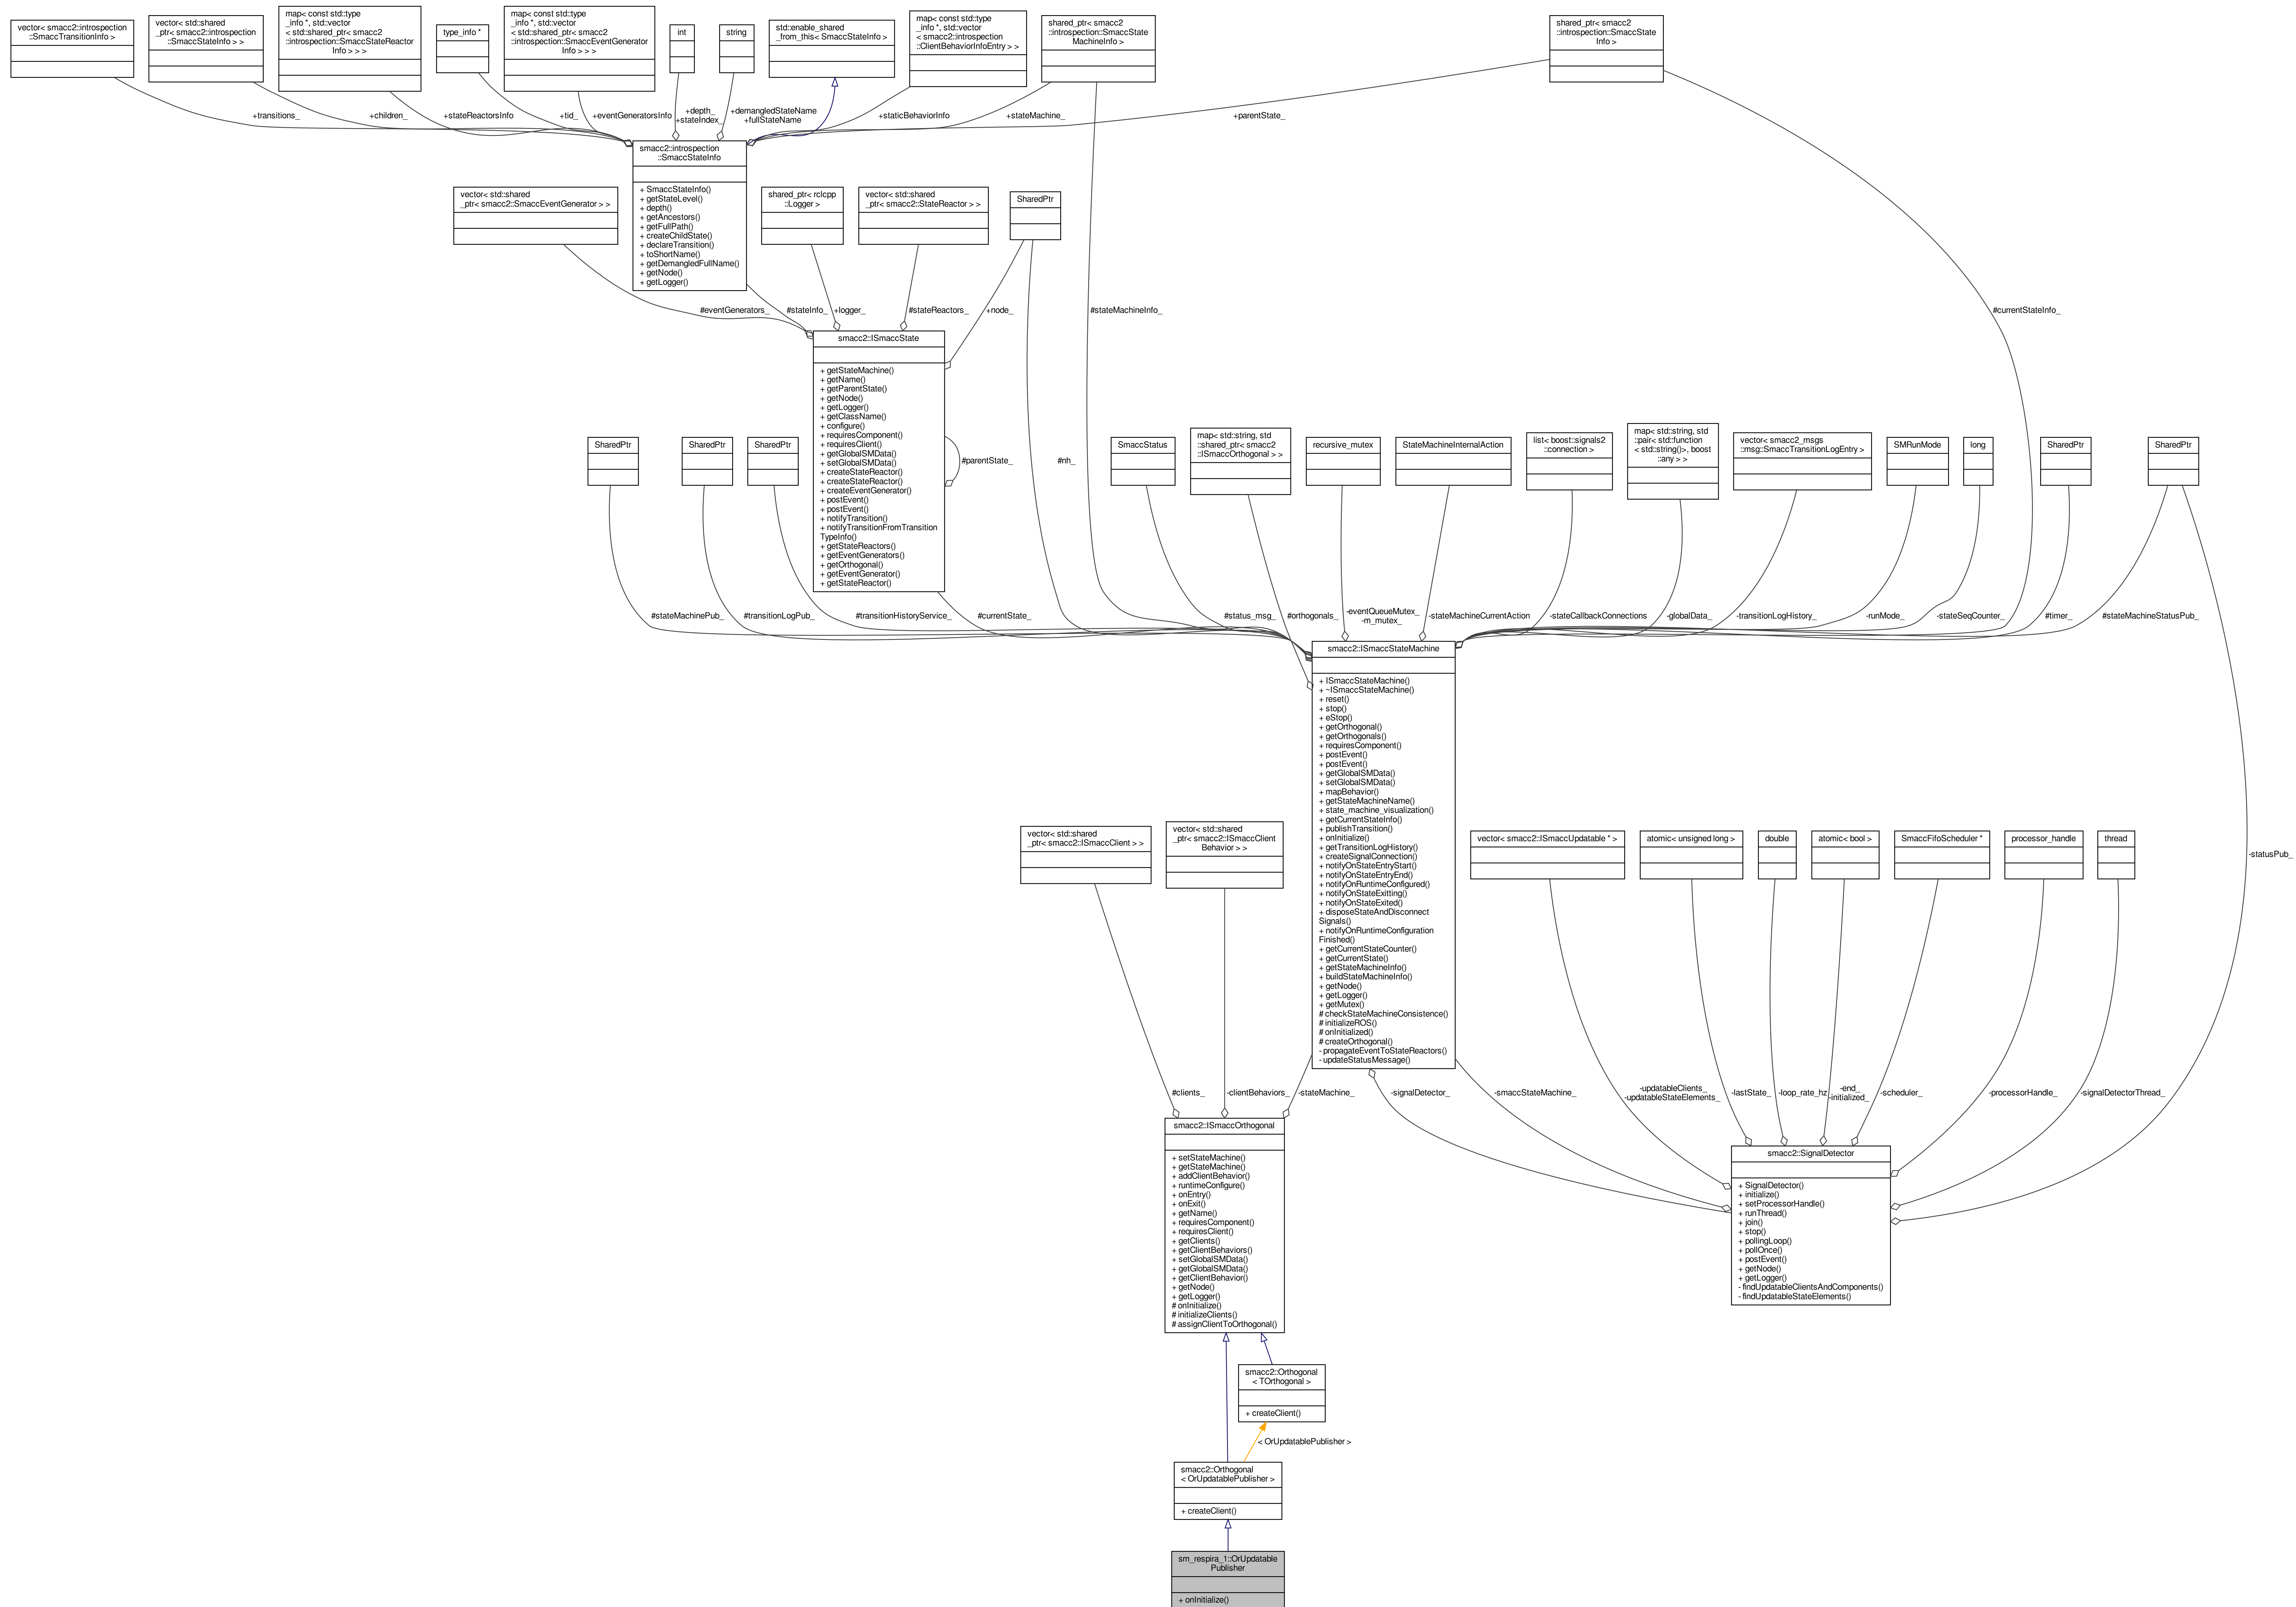 vector< smacc2::introspection
::SmaccTransitionInfo >
vector< std::shared
_ptr< smacc2::introspection
::SmaccStateInfo > >
map< const std::type
_info *, std::vector
< std::shared_ptr< smacc2
::introspection::SmaccStateReactor
Info > > >
type_info *
map< const std::type
_info *, std::vector
< std::shared_ptr< smacc2
::introspection::SmaccEventGenerator
Info > > >
int
string
std::enable_shared
_from_this< SmaccStateInfo >
map< const std::type
_info *, std::vector
< smacc2::introspection
::ClientBehaviorInfoEntry > >
shared_ptr< smacc2
::introspection::SmaccState
MachineInfo >
shared_ptr< smacc2
::introspection::SmaccState
Info >
+transitions_
+children_
+stateReactorsInfo
+tid_
+eventGeneratorsInfo
+depth_
+stateIndex_
+demangledStateName
+fullStateName
+staticBehaviorInfo
+stateMachine_
+parentState_
smacc2::introspection
::SmaccStateInfo
+ SmaccStateInfo()
+ getStateLevel()
+ depth()
+ getAncestors()
+ getFullPath()
+ createChildState()
+ declareTransition()
+ toShortName()
+ getDemangledFullName()
+ getNode()
+ getLogger()
vector< std::shared
_ptr< smacc2::SmaccEventGenerator > >
shared_ptr< rclcpp
::Logger >
vector< std::shared
_ptr< smacc2::StateReactor > >
SharedPtr
#eventGenerators_
#stateInfo_
+logger_
#stateReactors_
+node_
#stateMachineInfo_
#currentStateInfo_
smacc2::ISmaccState
+ getStateMachine()
+ getName()
+ getParentState()
+ getNode()
+ getLogger()
+ getClassName()
+ configure()
+ requiresComponent()
+ requiresClient()
+ getGlobalSMData()
+ setGlobalSMData()
+ createStateReactor()
+ createStateReactor()
+ createEventGenerator()
+ postEvent()
+ postEvent()
+ notifyTransition()
+ notifyTransitionFromTransition
TypeInfo()
+ getStateReactors()
+ getEventGenerators()
+ getOrthogonal()
+ getEventGenerator()
+ getStateReactor()
#parentState_
#nh_
SharedPtr
SharedPtr
SharedPtr
SmaccStatus
map< std::string, std
::shared_ptr< smacc2
::ISmaccOrthogonal > >
recursive_mutex
StateMachineInternalAction
list< boost::signals2
::connection >
map< std::string, std
::pair< std::function
< std::string()>, boost
::any > >
vector< smacc2_msgs
::msg::SmaccTransitionLogEntry >
SMRunMode
long
SharedPtr
SharedPtr
#stateMachinePub_
#transitionLogPub_
#transitionHistoryService_
#currentState_
#status_msg_
#orthogonals_
-eventQueueMutex_
-m_mutex_
-stateMachineCurrentAction
-stateCallbackConnections
-globalData_
-transitionLogHistory_
-runMode_
-stateSeqCounter_
#timer_
#stateMachineStatusPub_
smacc2::ISmaccStateMachine
+ ISmaccStateMachine()
+ ~ISmaccStateMachine()
+ reset()
+ stop()
+ eStop()
+ getOrthogonal()
+ getOrthogonals()
+ requiresComponent()
+ postEvent()
+ postEvent()
+ getGlobalSMData()
+ setGlobalSMData()
+ mapBehavior()
+ getStateMachineName()
+ state_machine_visualization()
+ getCurrentStateInfo()
+ publishTransition()
+ onInitialize()
+ getTransitionLogHistory()
+ createSignalConnection()
+ notifyOnStateEntryStart()
+ notifyOnStateEntryEnd()
+ notifyOnRuntimeConfigured()
+ notifyOnStateExitting()
+ notifyOnStateExited()
+ disposeStateAndDisconnect
Signals()
+ notifyOnRuntimeConfiguration
Finished()
+ getCurrentStateCounter()
+ getCurrentState()
+ getStateMachineInfo()
+ buildStateMachineInfo()
+ getNode()
+ getLogger()
+ getMutex()
# checkStateMachineConsistence()
# initializeROS()
# onInitialized()
# createOrthogonal()
- propagateEventToStateReactors()
- updateStatusMessage()
vector< std::shared
_ptr< smacc2::ISmaccClient > >
vector< std::shared
_ptr< smacc2::ISmaccClient
Behavior > >
vector< smacc2::ISmaccUpdatable * >
atomic< unsigned long >
double
atomic< bool >
SmaccFifoScheduler *
processor_handle
thread
-statusPub_
#clients_
-clientBehaviors_
-stateMachine_
-signalDetector_
-smaccStateMachine_
-updatableClients_
-updatableStateElements_
-lastState_
-loop_rate_hz
-end_
-initialized_
-scheduler_
-processorHandle_
-signalDetectorThread_
smacc2::ISmaccOrthogonal
+ setStateMachine()
+ getStateMachine()
+ addClientBehavior()
+ runtimeConfigure()
+ onEntry()
+ onExit()
+ getName()
+ requiresComponent()
+ requiresClient()
+ getClients()
+ getClientBehaviors()
+ setGlobalSMData()
+ getGlobalSMData()
+ getClientBehavior()
+ getNode()
+ getLogger()
# onInitialize()
# initializeClients()
# assignClientToOrthogonal()
smacc2::SignalDetector
+ SignalDetector()
+ initialize()
+ setProcessorHandle()
+ runThread()
+ join()
+ stop()
+ pollingLoop()
+ pollOnce()
+ postEvent()
+ getNode()
+ getLogger()
- findUpdatableClientsAndComponents()
- findUpdatableStateElements()
smacc2::Orthogonal
< TOrthogonal >
+ createClient()
< OrUpdatablePublisher >
smacc2::Orthogonal
< OrUpdatablePublisher >
+ createClient()
sm_respira_1::OrUpdatable
Publisher
+ onInitialize()